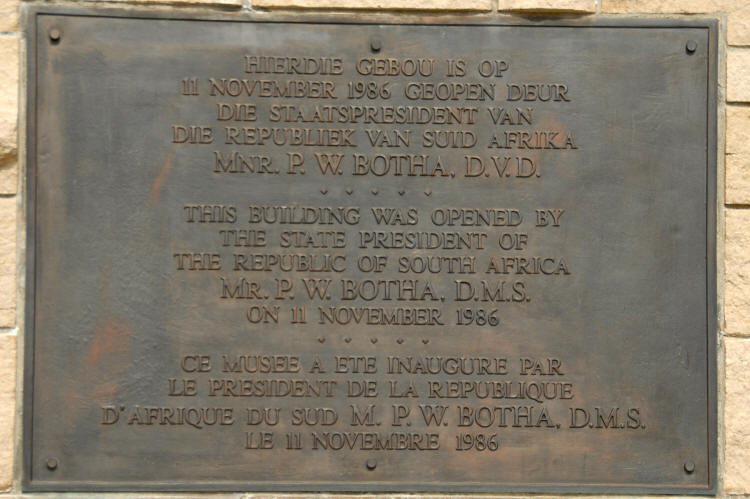 HIERDIE GEBOU IS OP
11 NOVEMBER 1986 GEOPEN DEUR
DIE STAATSPRESIDENT VAN
DIE REPUBLIEK VAN SUID AFRIKA
MNR. P. W. BOTHA, D.V.D.
THIS BUILDING WAS OPENED BY
THE STATE PRESIDENT OF
THE REPUBLIC OF SOUTH AFRICA
MR. P. W. BOTHA, D.M.S.
ON 11 NOVEMBER 1986
CE MUSEE A ETE INAUGURE PAR
LE PRESIDENT DE LA REPUBLIQUE
D'AFRIQUE DU SUD M. P. W. BOTHA, D.M.S.
LE 11 NOVEMBRE 1986